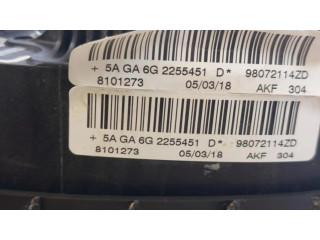 + 5A GA 6G 2255451 D* 98072114ZD
8101273 05/03/18 AKF 304
+ 5A GA 6G 2255451 D* 98072114ZD
8101273 05/03/18 AKF 304